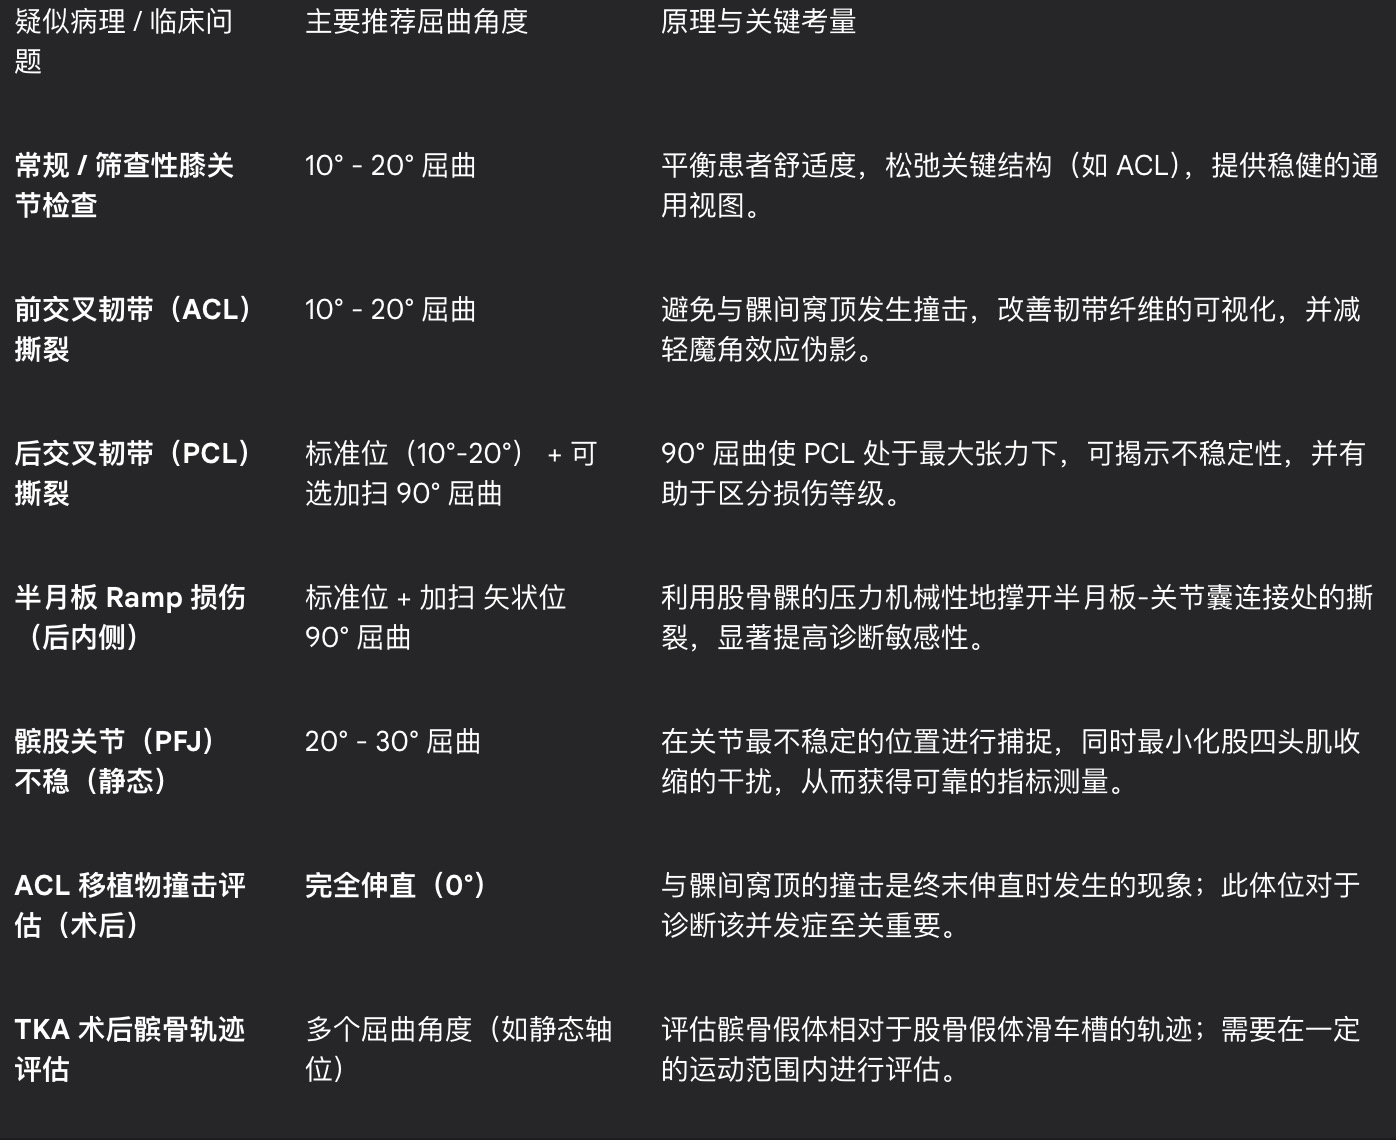 疑似病理 / 临床问题
主要推荐屈曲角度
原理与关键考量
常规 / 筛查性膝关
节检查
10° - 20° 屈曲
平衡患者舒适度，松弛关键结构（如 ACL），提供稳健的通
用视图。
前交叉韧带（ACL）
撕裂
10° - 20° 屈曲
避免与髁间窝顶发生撞击，改善韧带纤维的可视化，并减
轻魔角效应伪影。
后交叉韧带（PCL）
撕裂
标准位（10°-20°） + 可
选加扫 90° 屈曲
90° 屈曲使 PCL 处于最大张力下，可揭示不稳定性，并有
助于区分损伤等级。
半月板 Ramp 损伤
（后内侧）
标准位 + 加扫 矢状位
90° 屈曲
利用股骨髁的压力机械性地撑开半月板-关节囊连接处的撕
裂，显著提高诊断敏感性。
髌股关节（PFJ）
不稳（静态）
20° - 30° 屈曲
在关节最不稳定的位置进行捕捉，同时最小化股四头肌收
缩的干扰，从而获得可靠的指标测量。
ACL 移植物撞击评
估（术后）
完全伸直（0°）
与髁间窝顶的撞击是终末伸直时发生的现象；此体位对于
诊断该并发症至关重要。
TKA 术后髌骨轨迹
评估
多个屈曲角度（如静态轴
位）
评估髌骨假体相对于股骨假体滑车槽的轨迹；需要在一定
的运动范围内进行评估。